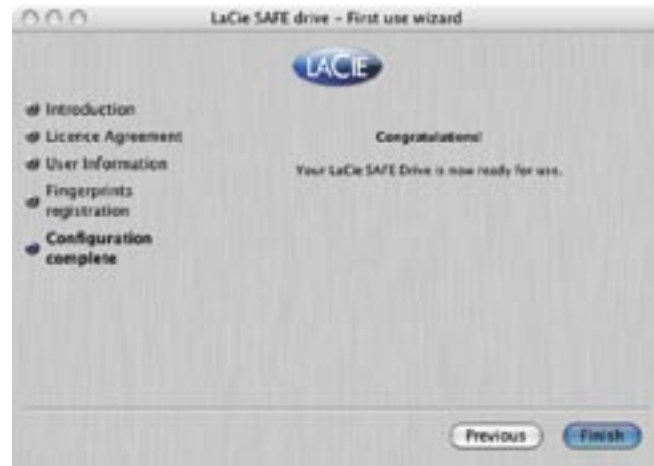 LaCie SAFE drive – First use wizard
LACIE
Introduction
Licence Agreement
User Information
Fingerprints
registration
Configuration
complete
Congratulations!
Your LaCie SAFE Drive is now ready for use.
Previous
Finish